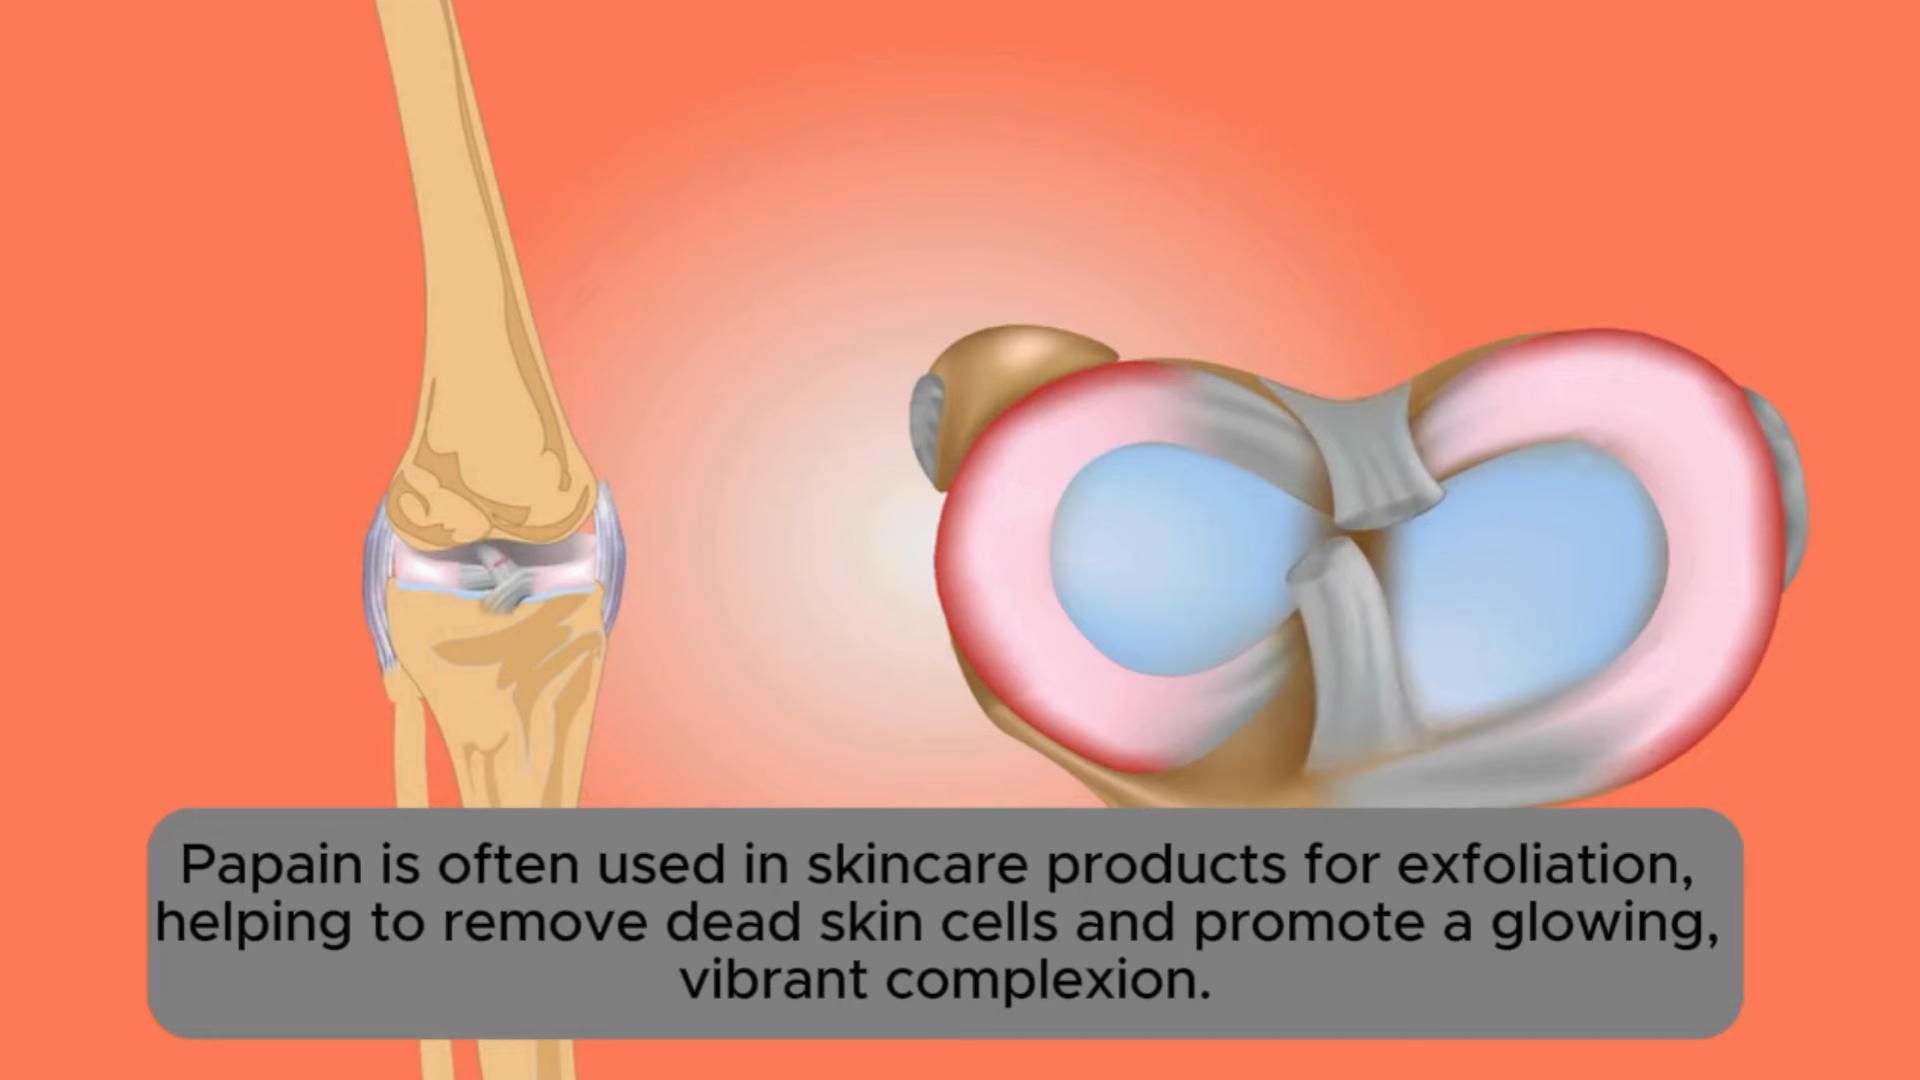 Papain is often used in skincare products for exfoliation,
helping to remove dead skin cells and promote a glowing,
vibrant complexion.